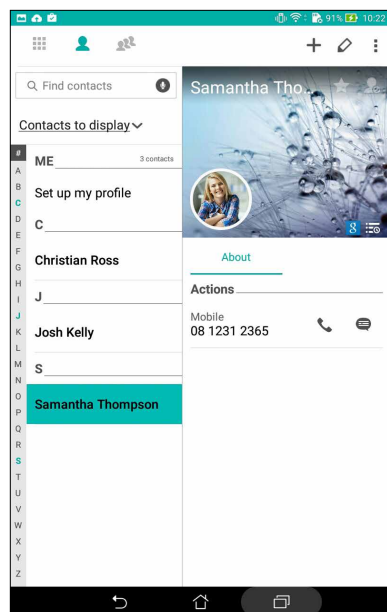 91% 10:22
Find contacts
Contacts to display
Samantha Tho...
#
A
B
C
D
E
F
G
H
I
J
K
L
M
N
O
P
Q
R
S
T
U
V
W
X
Y
Z
ME 3 contacts
Set up my profile
C
Christian Ross
J
Josh Kelly
S
Samantha Thompson
8
About
Actions
Mobile
08 1231 2365